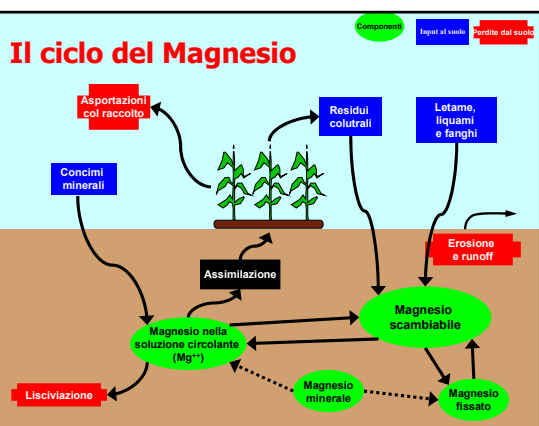 Componenti
Input al suolo
Perdite dal suolo
Il ciclo del Magnesio
Asportazioni
col raccolto
Residui
colutrali
Letame,
liquami
e fanghi
Concimi
minerali
Erosione
e runoff
Assimilazione
Magnesio
scambiabile
Magnesio nella
soluzione circolante
(Mg⁺⁺)
Magnesio
minerale
Magnesio
fissato
Lisciviazione